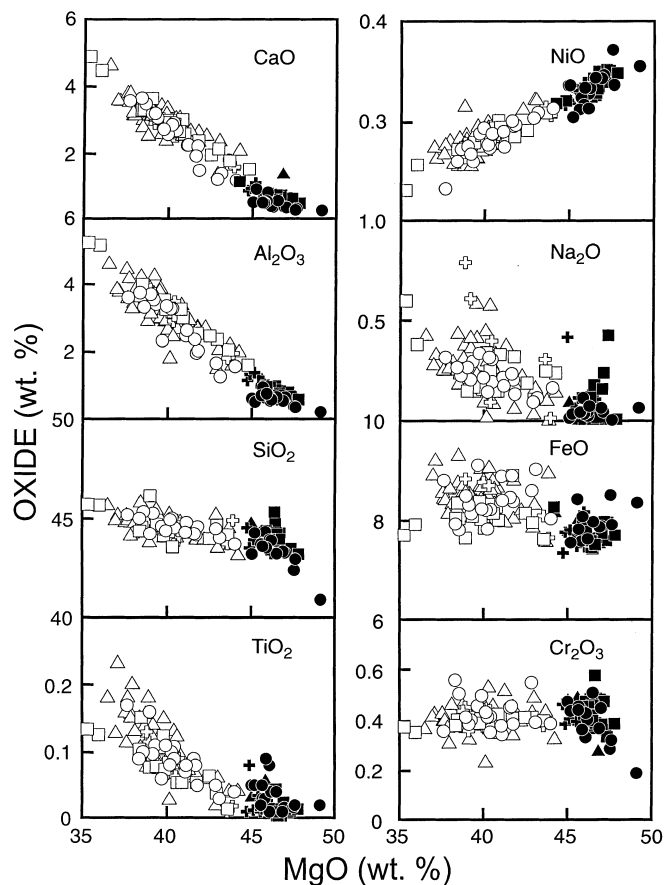 OXIDE (wt. %)
6
CaO
4
2
6
Al₂O₃
4
2
50
SiO₂
45
40
TiO₂
0.2
0.1
0
35 40 45 50
0.4
NiO
0.3
1.0
Na₂O
0.5
10
FeO
8
6
Cr₂O₃
0.6
0.4
0.2
0
35 40 45 50
MgO (wt. %)